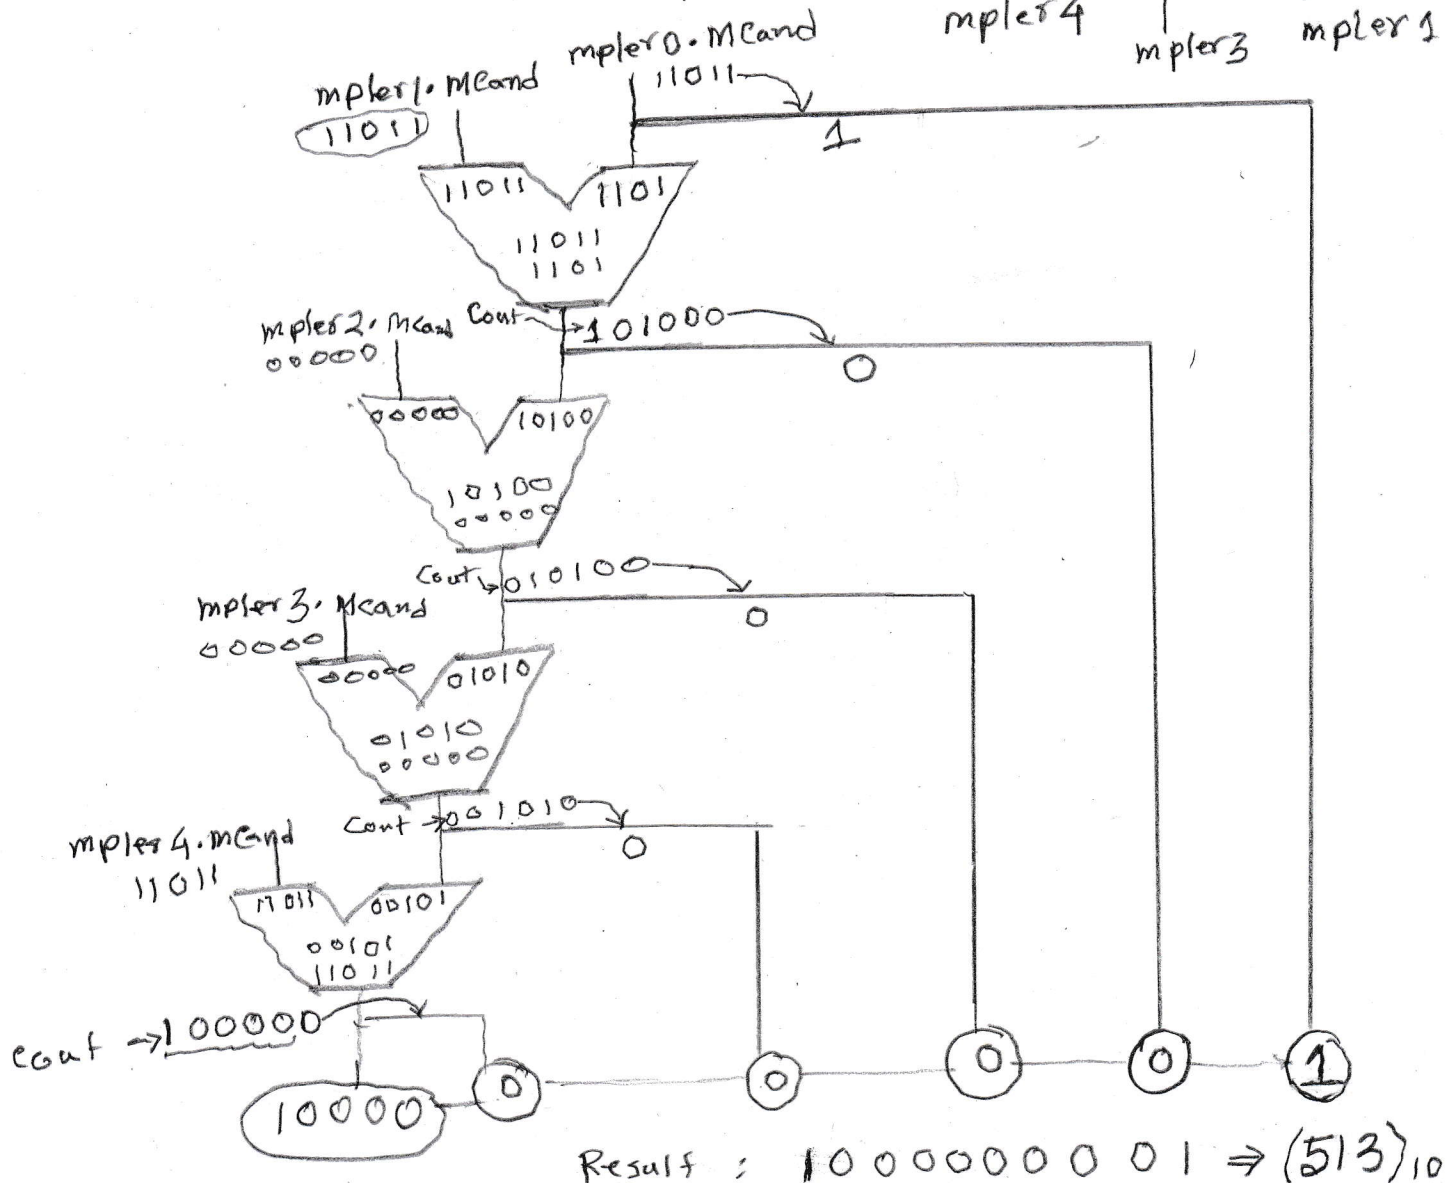 mpler4
mpler3
mpler1
mpler0.Mcand
11011
1
mpler1.Mcand
11011
11011 1101
11011
1101
Cout 101000
0
mpler2.Mcand
00000
00000 10100
10100
00000
Cout 010100
0
mpler3.Mcand
00000
00000 01010
01010
00000
Cout 001010
0
mpler4.Mcand
11011
11011 00101
00101
11011
Cout → 100000
10000 0 0 0 0 1
Result : 1000000001 ⇒ (513)10